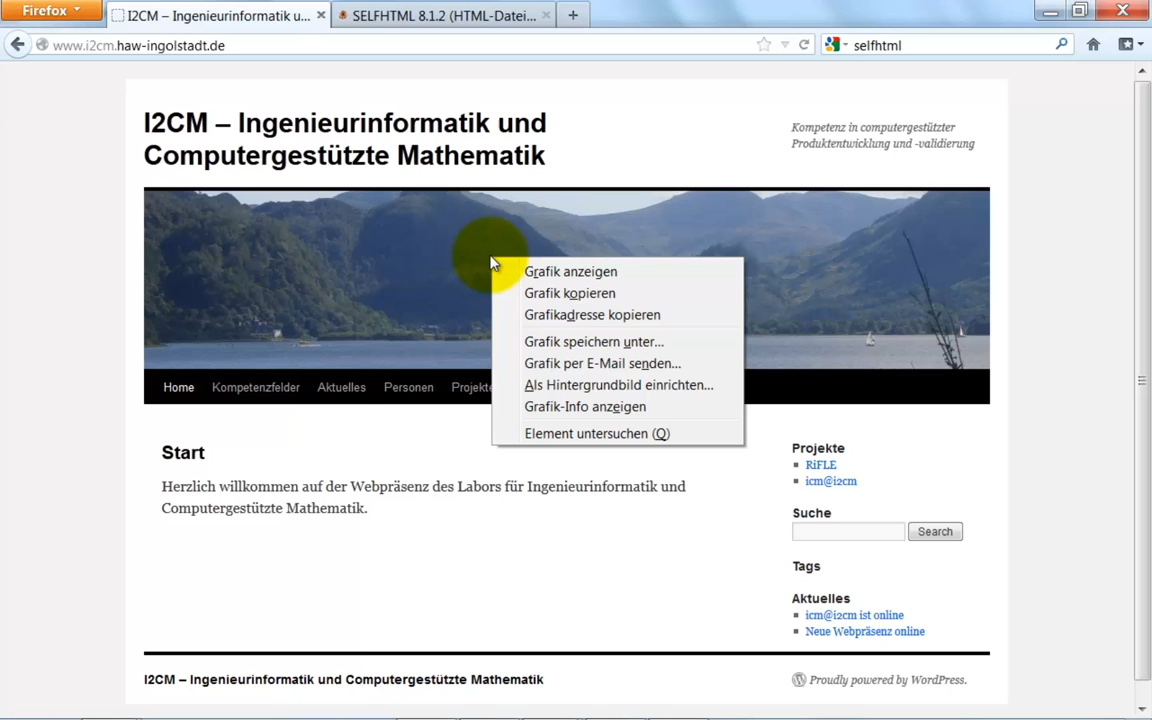 Firefox
I2CM – Ingenieurinformatik u...
SELFHTML 8.1.2 (HTML-Datei...
www.i2cm.haw-ingolstadt.de
selfhtml
I2CM – Ingenieurinformatik und
Computergestützte Mathematik
Kompetenz in computergestützter
Produktentwicklung und -validierung
Grafik anzeigen
Grafik kopieren
Grafikadresse kopieren
Grafik speichern unter...
Grafik per E-Mail senden...
Als Hintergrundbild einrichten...
Grafik-Info anzeigen
Element untersuchen (Q)
Home Kompetenzfelder Aktuelles Personen Projekte
Start
Herzlich willkommen auf der Webpräsenz des Labors für Ingenieurinformatik und
Computergestützte Mathematik.
Projekte
RiFLE
icm@i2cm
Suche
Search
Tags
Aktuelles
icm@i2cm ist online
Neue Webpräsenz online
I2CM – Ingenieurinformatik und Computergestützte Mathematik
Proudly powered by WordPress.